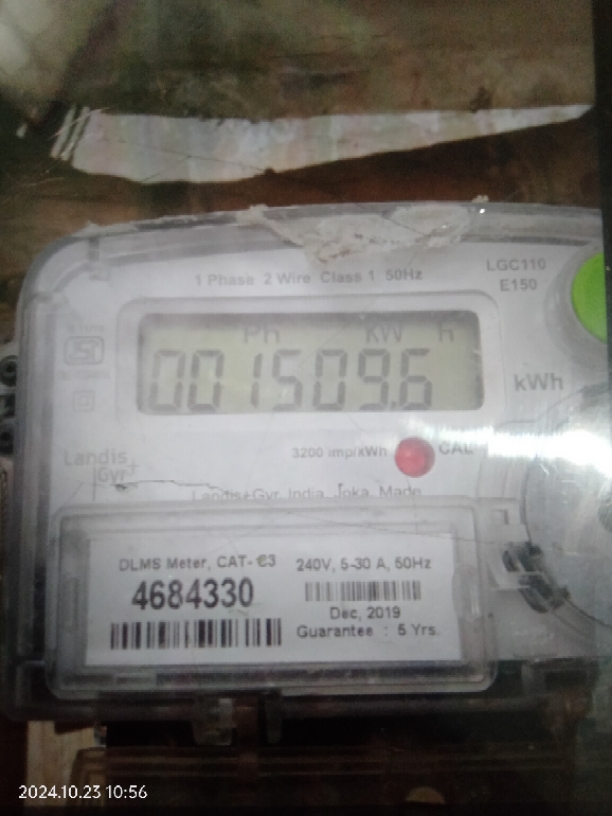 1 Phase 2 Wire Class 1 50Hz
LGC110
E150
Ph kW h
001509.6
kWh
3200 imp/kWh
CAL
Landis
Gyr+
Landis+Gyr, India, Joka, Made
DLMS Meter, CAT-C3
4684330
240V, 5-30 A, 50Hz
Dec, 2019
Guarantee : 5 Yrs.
2024.10.23 10:56